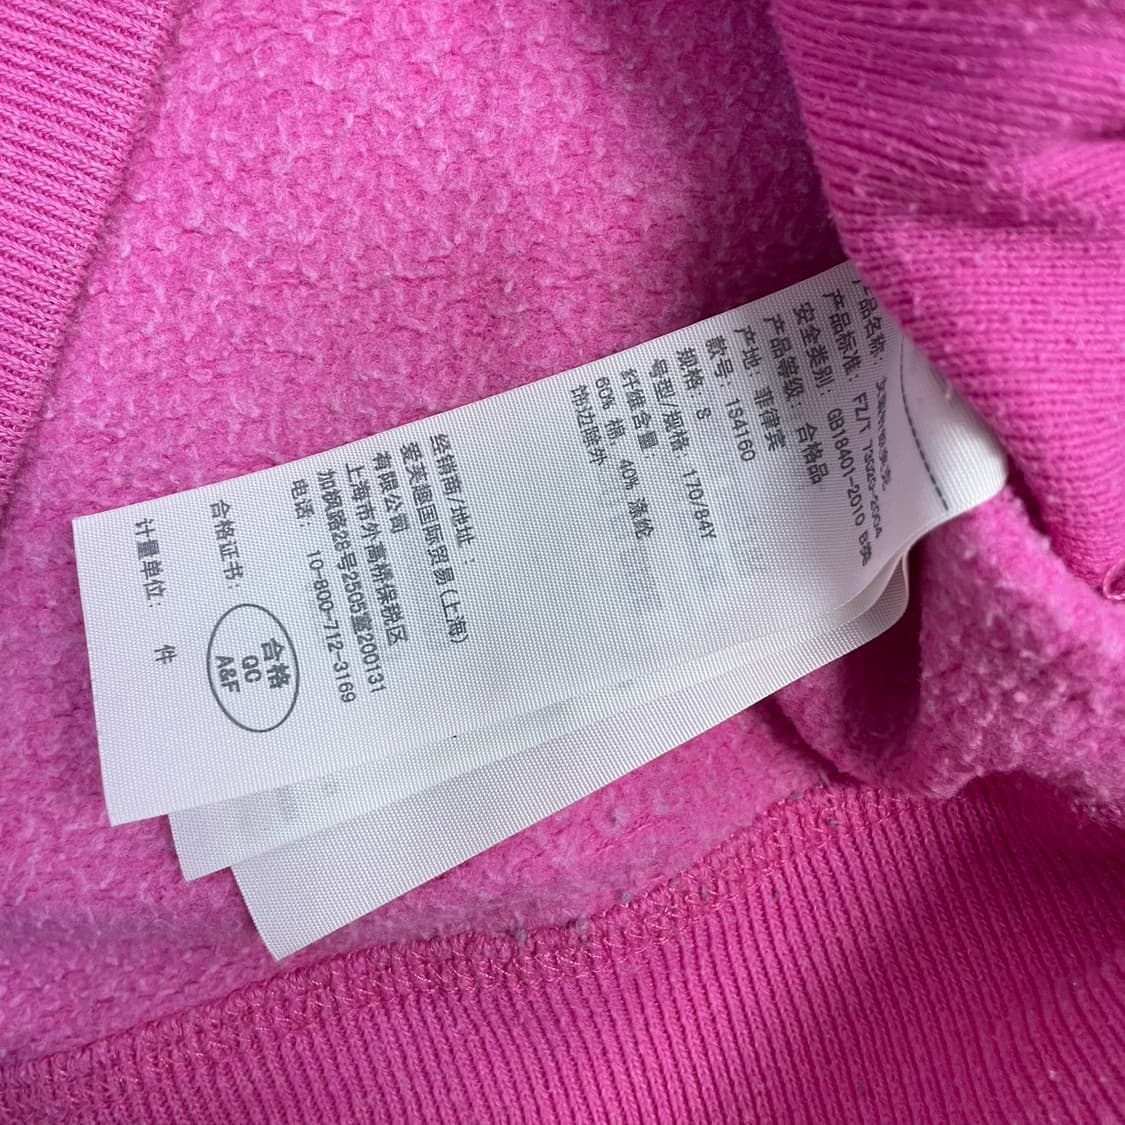 产品名称:
产品标准: FZ/T 73020-2004
安全类别: GB18401-2010 B类
产品等级: 合格品
产地: 菲律宾
款号: 1S4160
规格: S
号型/规格: 170/84Y
纤维含量:
60% 棉, 40% 涤纶
饰边除外
经销商/地址:
爱芙迪国际贸易(上海)
有限公司
上海市外高桥保税区
加枫路28号2505室200131
电话: 10-800-712-3169
合格证书:
合格
QC
A&F
计量单位: 件